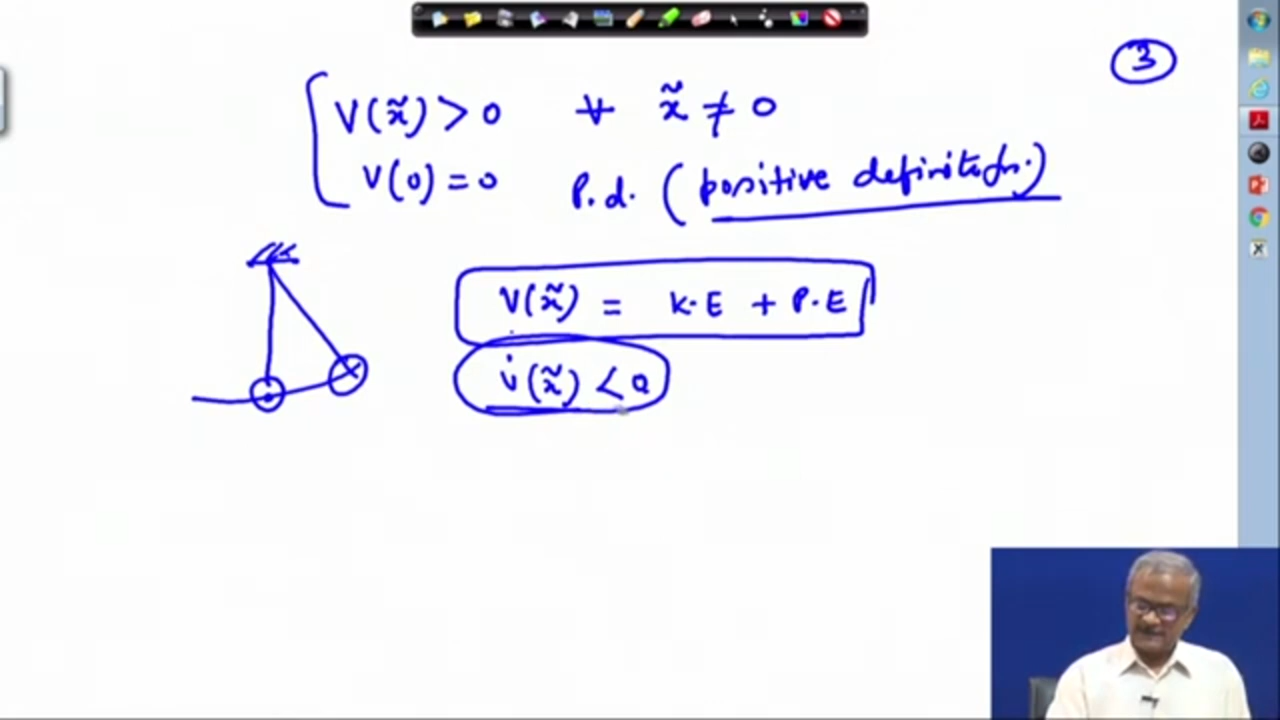 3
V(x̃) > 0 ∀ x̃ ≠ 0
V(0) = 0 P.d. (positive definite fn.)
V(x̃) = K.E + P.E
V̇(x̃) < 0